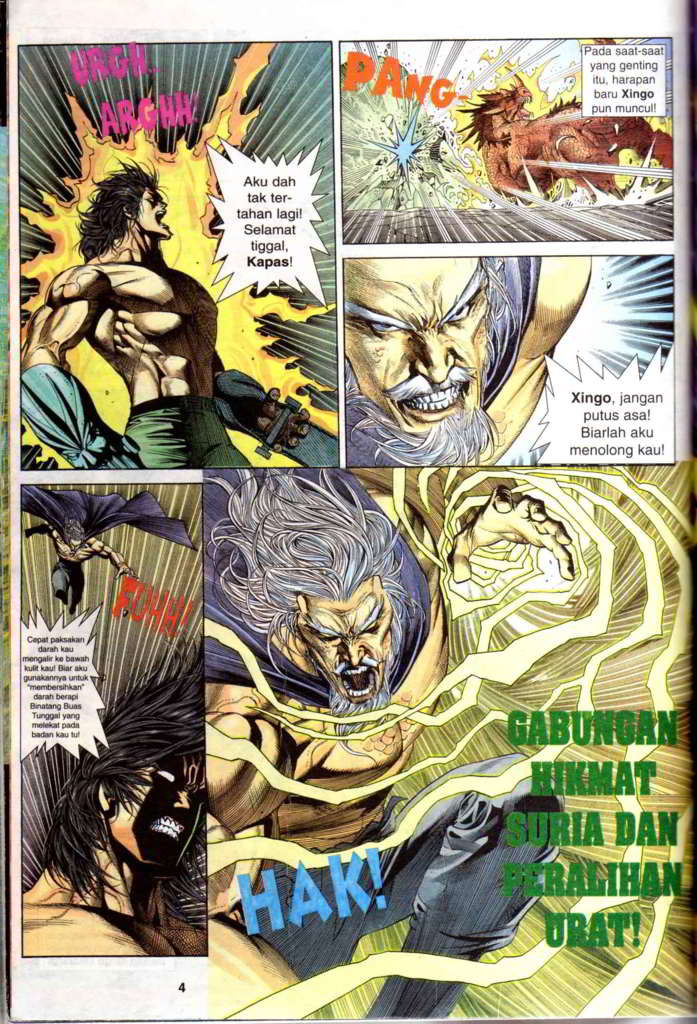 URGH..
ARGHH!
Aku dah
tak ter-
tahan lagi!
Selamat
tiggal,
Kapas!
PANG-
Pada saat-saat
yang genting
itu, harapan
baru Xingo
pun muncul!
Xingo, jangan
putus asa!
Biarlah aku
menolong kau!
FUHH!
Cepat paksakan
darah kau
mengalir ke bawah
kulit kau! Biar aku
gunakannya untuk
"membersihkan"
darah berapi
Binatang Buas
Tunggal yang
melekat pada
badan kau tu!
HAK!
GABUNGAN
HIKMAT
SURIA DAN
PERALIHAN
URAT!
4